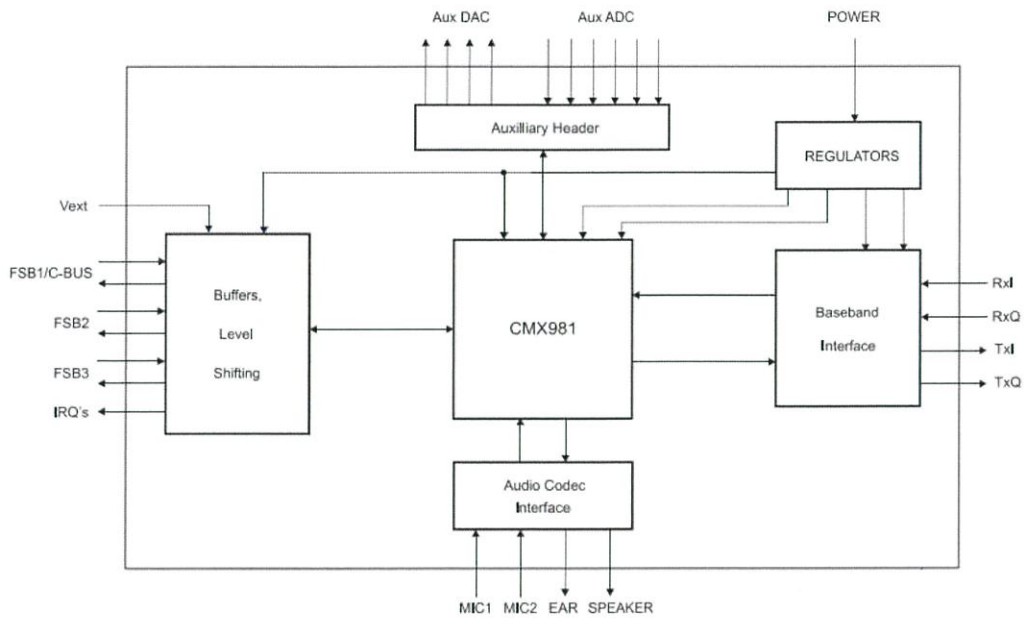 Aux DAC
Aux ADC
POWER
Auxilliary Header
REGULATORS
Vext
FSB1/C-BUS
FSB2
FSB3
IRQ's
Buffers,
Level
Shifting
CMX981
Baseband
Interface
RxI
RxQ
TxI
TxQ
Audio Codec
Interface
MIC1
MIC2
EAR
SPEAKER